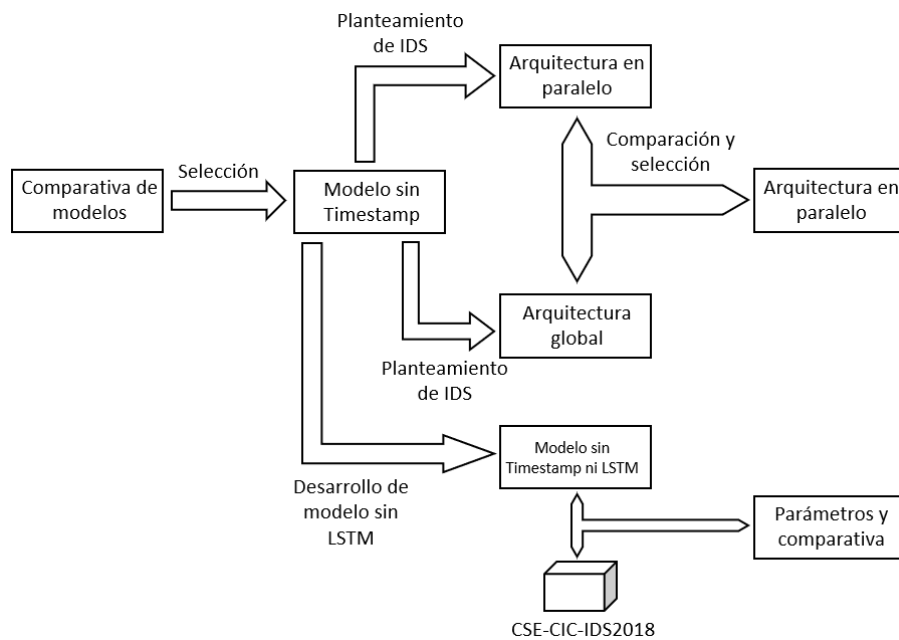 Planteamiento
de IDS
Arquitectura en
paralelo
Comparación y
selección
Selección
Comparativa de
modelos
Modelo sin
Timestamp
Arquitectura en
paralelo
Arquitectura
global
Planteamiento
de IDS
Modelo sin
Timestamp ni LSTM
Desarrollo de
modelo sin
LSTM
Parámetros y
comparativa
CSE-CIC-IDS2018